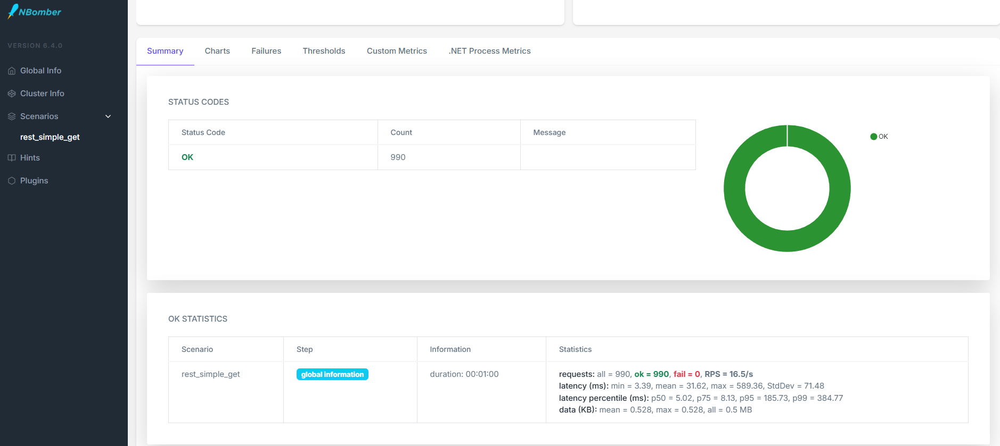 NBomber
VERSION 6.4.0
Global Info
Cluster Info
Scenarios
rest_simple_get
Hints
Plugins
Summary Charts Failures Thresholds Custom Metrics .NET Process Metrics
STATUS CODES
Status Code Count Message
OK 990
OK
OK STATISTICS
Scenario Step Information Statistics
rest_simple_get global information duration: 00:01:00 requests: all = 990, ok = 990, fail = 0, RPS = 16.5/s
latency (ms): min = 3.39, mean = 31.62, max = 589.36, StdDev = 71.48
latency percentile (ms): p50 = 5.02, p75 = 8.13, p95 = 185.73, p99 = 384.77
data (KB): mean = 0.528, max = 0.528, all = 0.5 MB